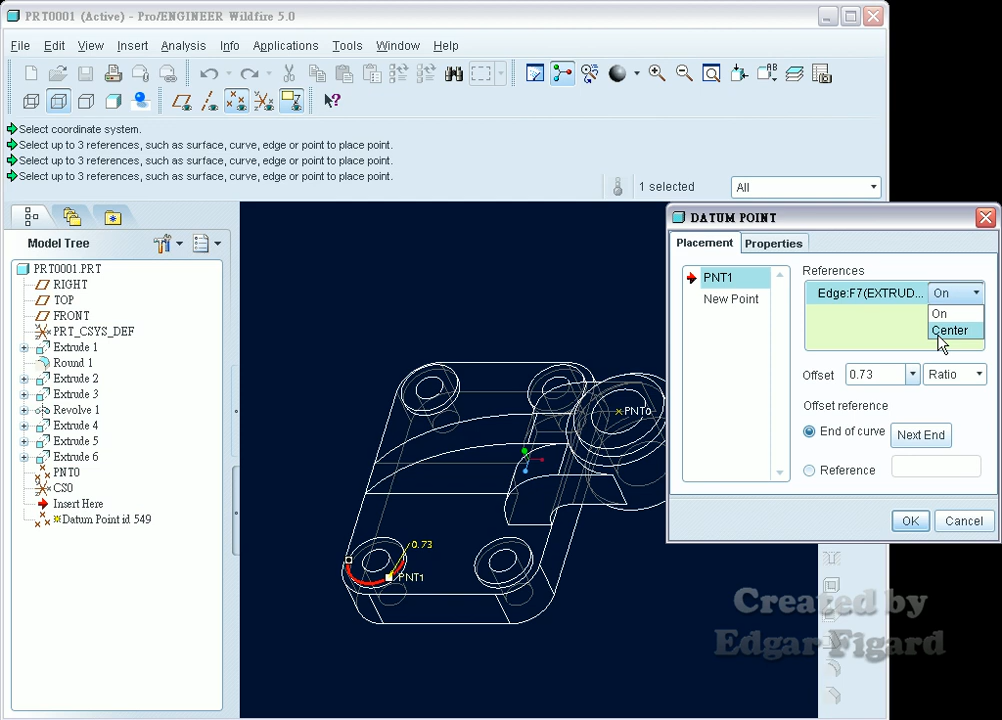 PRT0001 (Active) - Pro/ENGINEER Wildfire 5.0
File Edit View Insert Analysis Info Applications Tools Window Help
Select coordinate system.
Select up to 3 references, such as surface, curve, edge or point to place point.
Select up to 3 references, such as surface, curve, edge or point to place point.
Select up to 3 references, such as surface, curve, edge or point to place point.
1 selected
All
Model Tree
PRT0001.PRT
RIGHT
TOP
FRONT
PRT_CSYS_DEF
Extrude 1
Round 1
Extrude 2
Extrude 3
Revolve 1
Extrude 4
Extrude 5
Extrude 6
PNT0
CS0
Insert Here
Datum Point id 549
PNT0
0.73
PNT1
DATUM POINT
Placement Properties
PNT1
New Point
References
Edge:F7(EXTRUD... On
On
Center
Offset 0.73 Ratio
Offset reference
End of curve Next End
Reference
OK Cancel
Created by
Edgar Figard